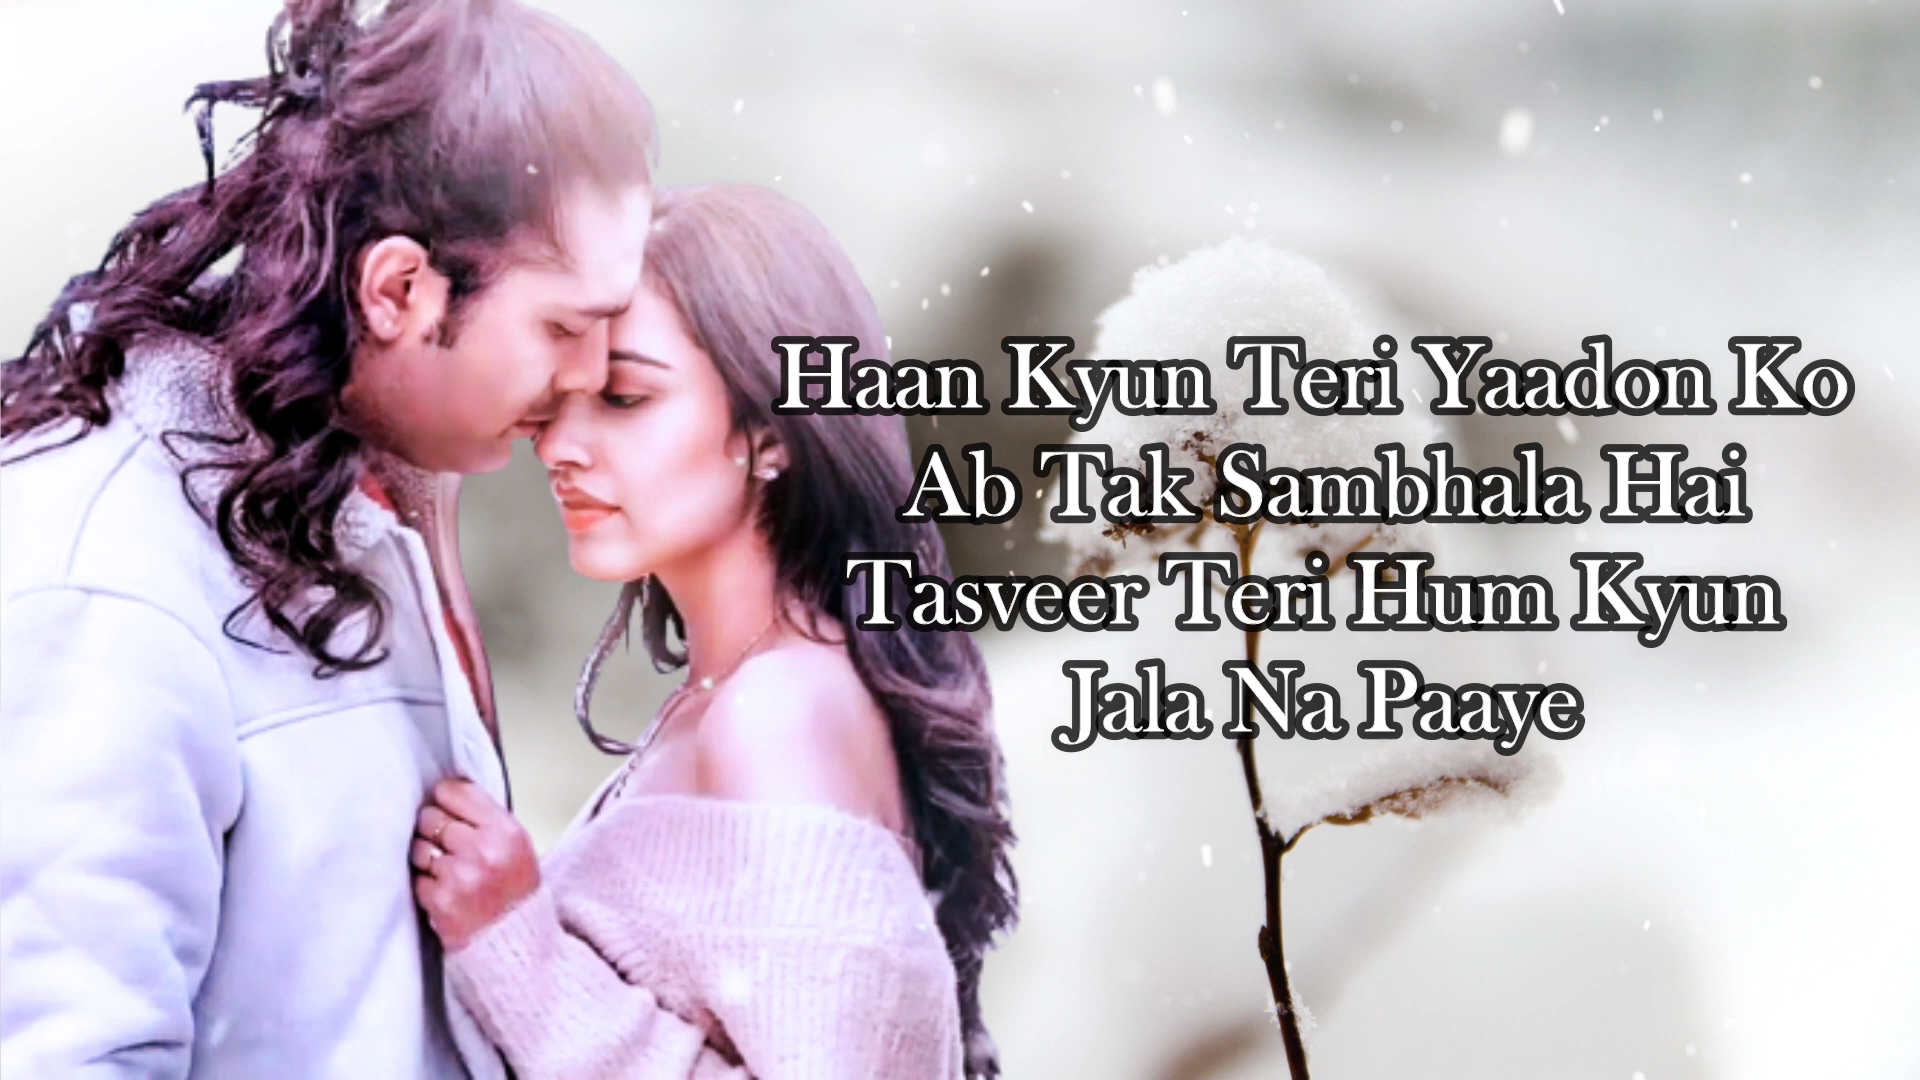 Haan Kyun Teri Yaadon Ko
Ab Tak Sambhala Hai
Tasveer Teri Hum Kyun
Jala Na Paaye